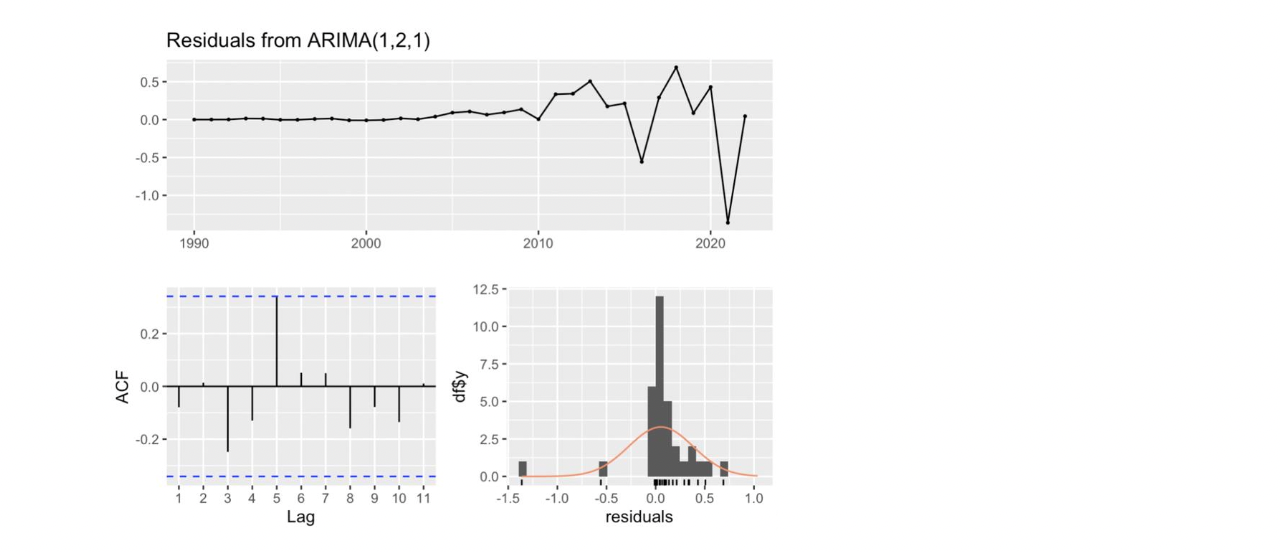 Residuals from ARIMA(1,2,1)
0.5
0.0
-0.5
-1.0
1990 2000 2010 2020
ACF
0.2
0.0
-0.2
1 2 3 4 5 6 7 8 9 10 11
Lag
df$y
12.5
10.0
7.5
5.0
2.5
0.0
-1.5 -1.0 -0.5 0.0 0.5 1.0
residuals